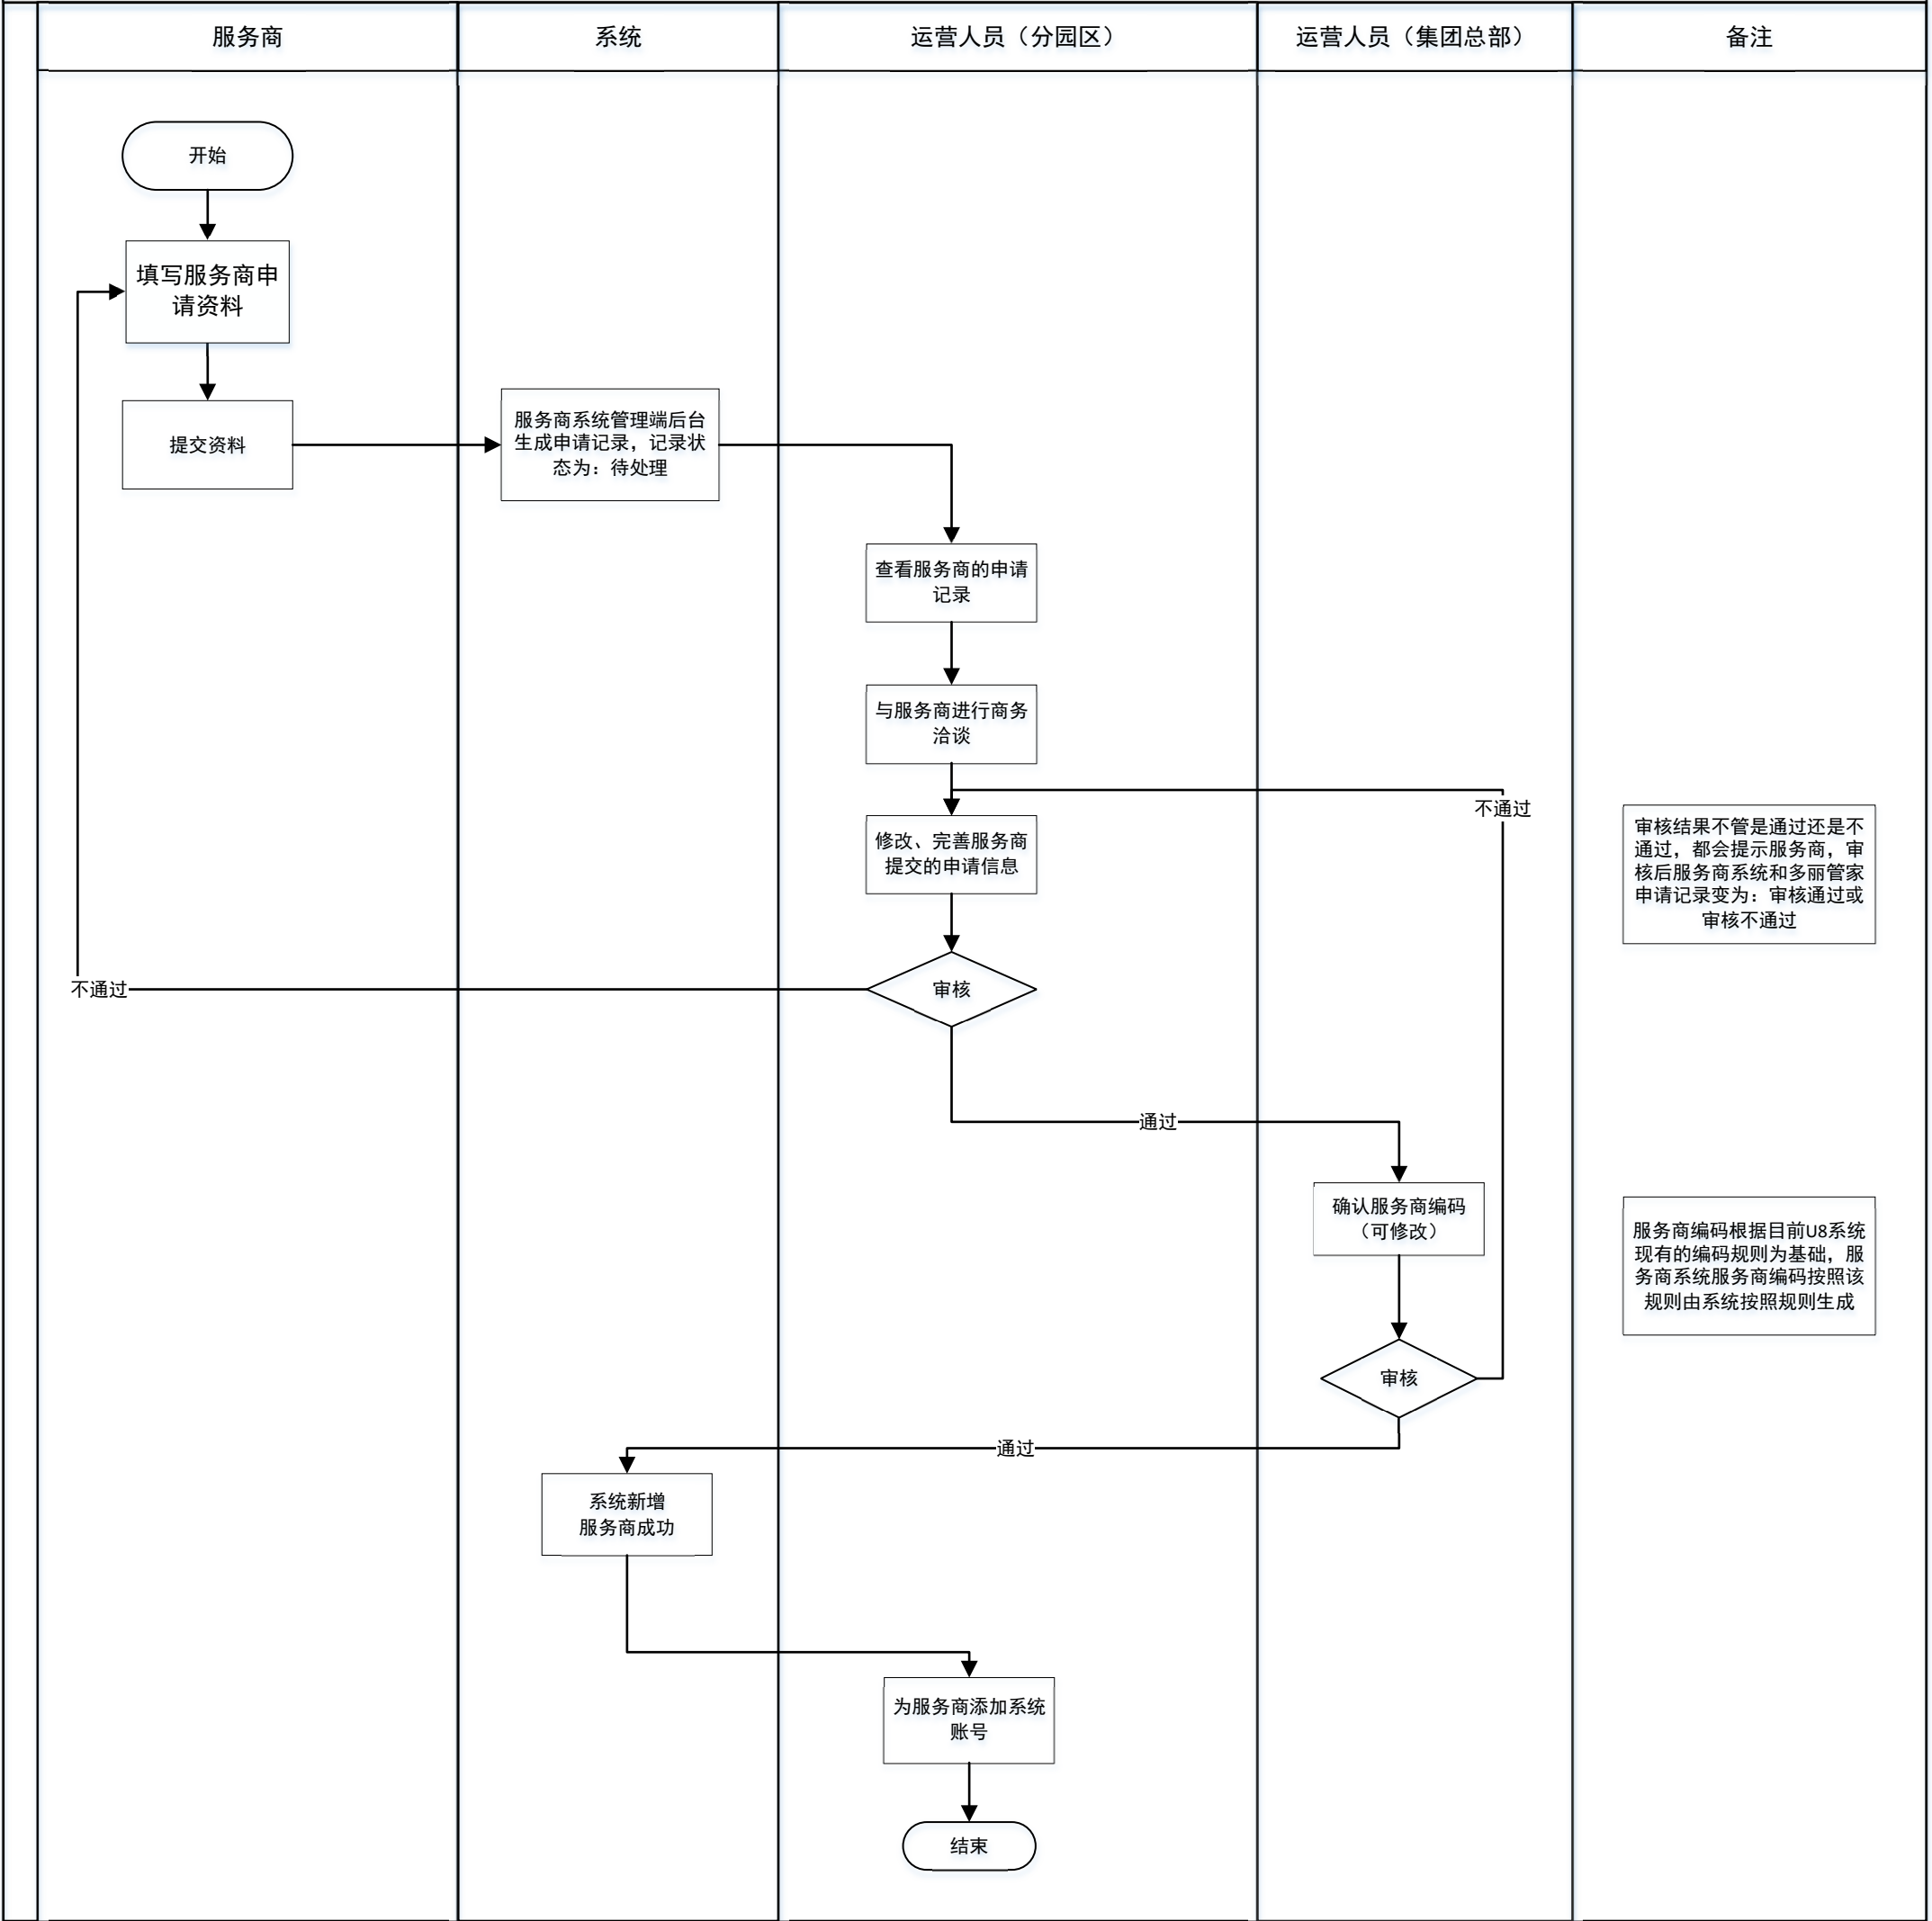 服务商
系统
运营人员（分园区）
运营人员（集团总部）
备注
开始
填写服务商申
请资料
提交资料
服务商系统管理端后台
生成申请记录，记录状
态为：待处理
查看服务商的申请
记录
与服务商进行商务
洽谈
不通过
修改、完善服务商
提交的申请信息
审核结果不管是通过还是不
通过，都会提示服务商，审
核后服务商系统和多丽管家
申请记录变为：审核通过或
审核不通过
不通过
审核
通过
确认服务商编码
（可修改）
服务商编码根据目前U8系统
现有的编码规则为基础，服
务商系统服务商编码按照该
规则由系统按照规则生成
审核
通过
系统新增
服务商成功
为服务商添加系统
账号
结束